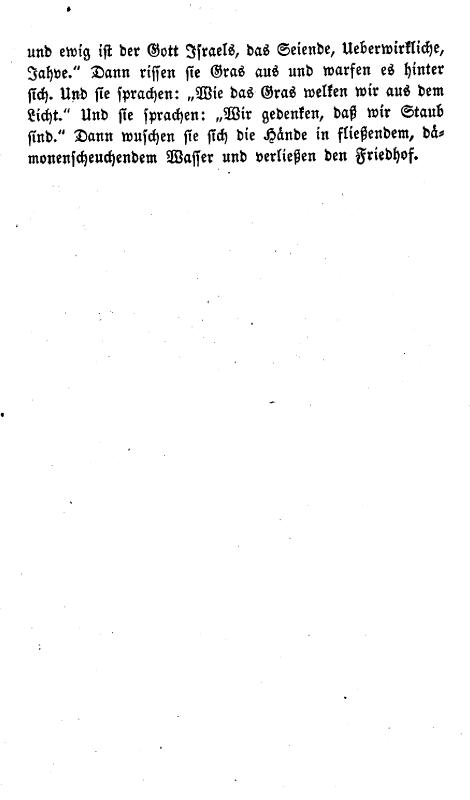 und ewig ist der Gott Israels, das Seiende, Ueberwirkliche,
Jahve.“ Dann rissen sie Gras aus und warfen es hinter
sich. Und sie sprachen: „Wie das Gras welken wir aus dem
Licht.“ Und sie sprachen: „Wir gedenken, daß wir Staub
sind.“ Dann wuschen sie sich die Hände in fließendem, dä-
monenscheuchendem Wasser und verließen den Friedhof.